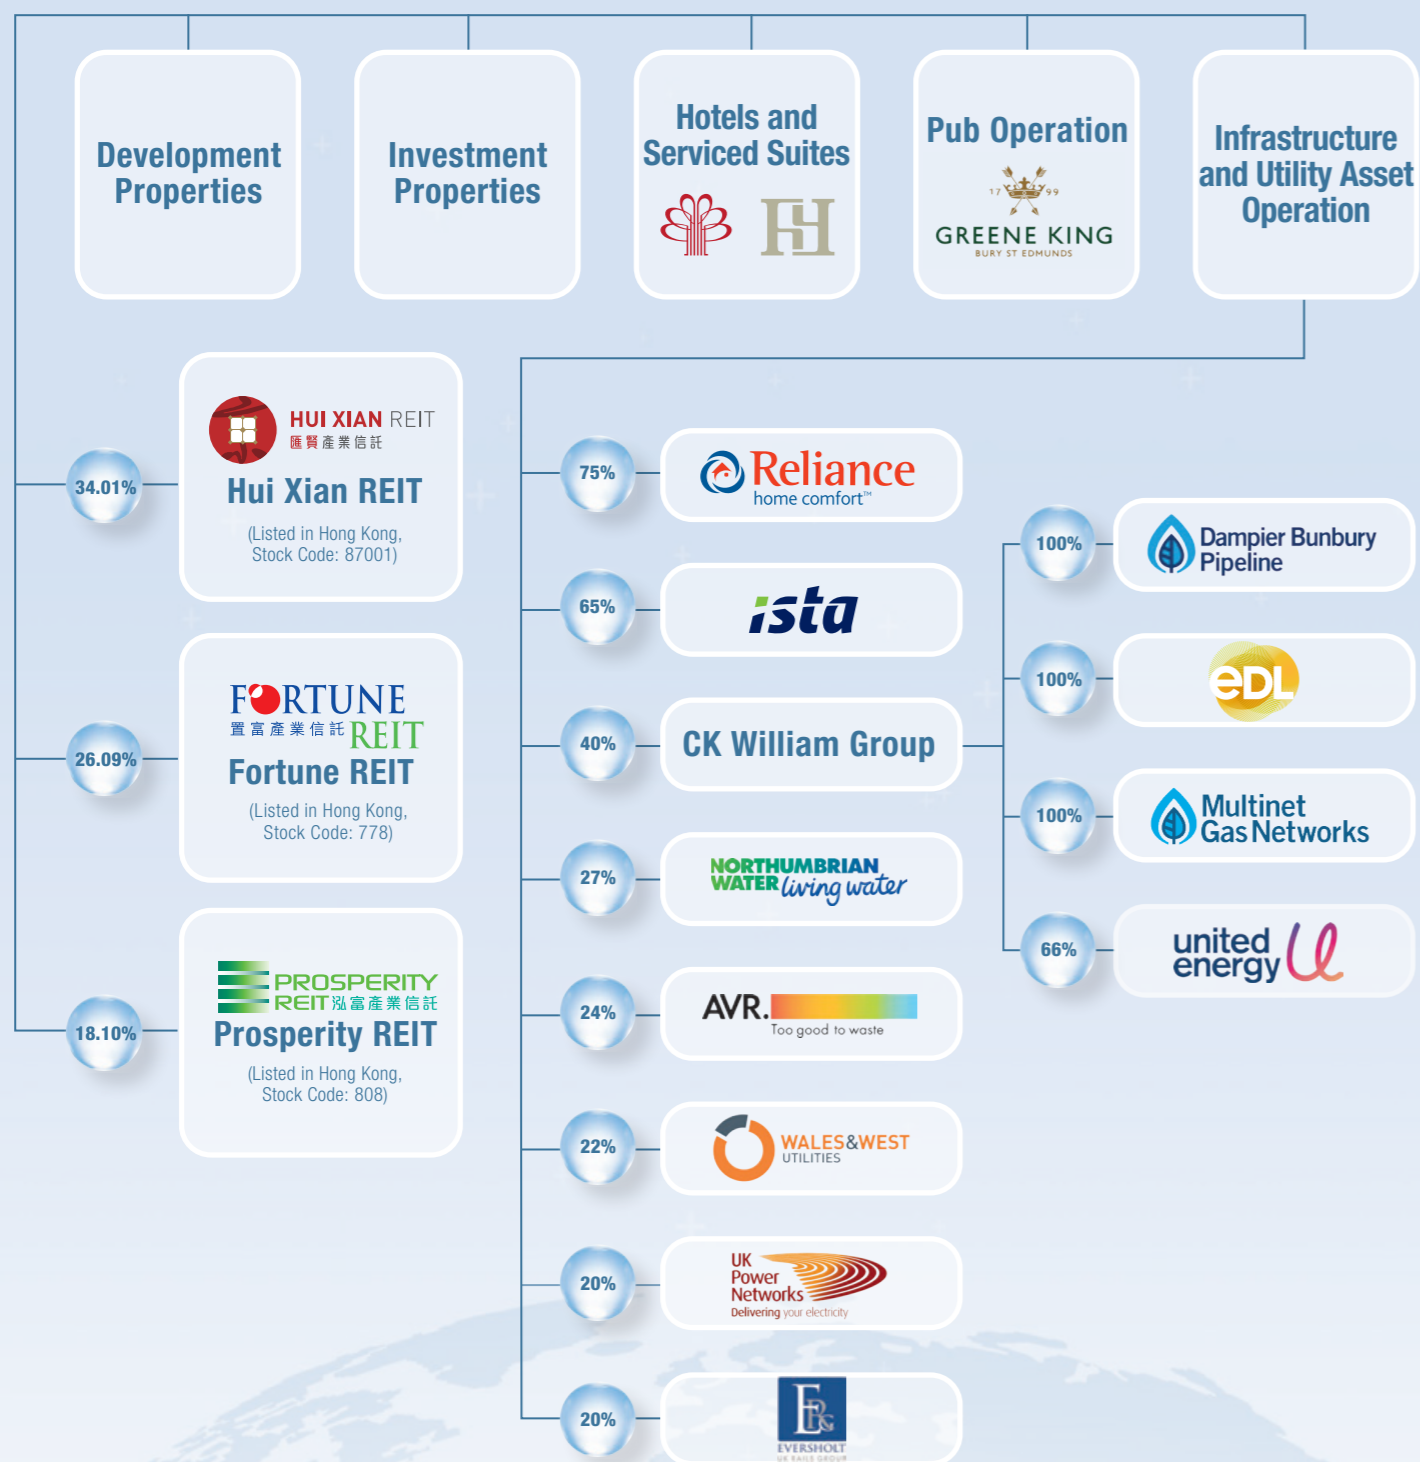 Development
Properties
Investment
Properties
Hotels and
Serviced Suites
Pub Operation
17 99
GREENE KING
BURY ST EDMUNDS
Infrastructure
and Utility Asset
Operation
34.01%
HUI XIAN REIT
匯賢產業信託
Hui Xian REIT
(Listed in Hong Kong,
Stock Code: 87001)
26.09%
FORTUNE
置富產業信託 REIT
Fortune REIT
(Listed in Hong Kong,
Stock Code: 778)
18.10%
PROSPERITY
REIT 泓富產業信託
Prosperity REIT
(Listed in Hong Kong,
Stock Code: 808)
75%
Reliance
home comfort™
65%
ista
40%
CK William Group
27%
NORTHUMBRIAN
WATER living water
24%
AVR.
Too good to waste
22%
WALES&WEST
UTILITIES
20%
UK
Power
Networks
Delivering your electricity
20%
ERG
EVERSHOLT
UK RAILS GROUP
100%
Dampier Bunbury
Pipeline
100%
eDL
100%
Multinet
Gas Networks
66%
united
energy